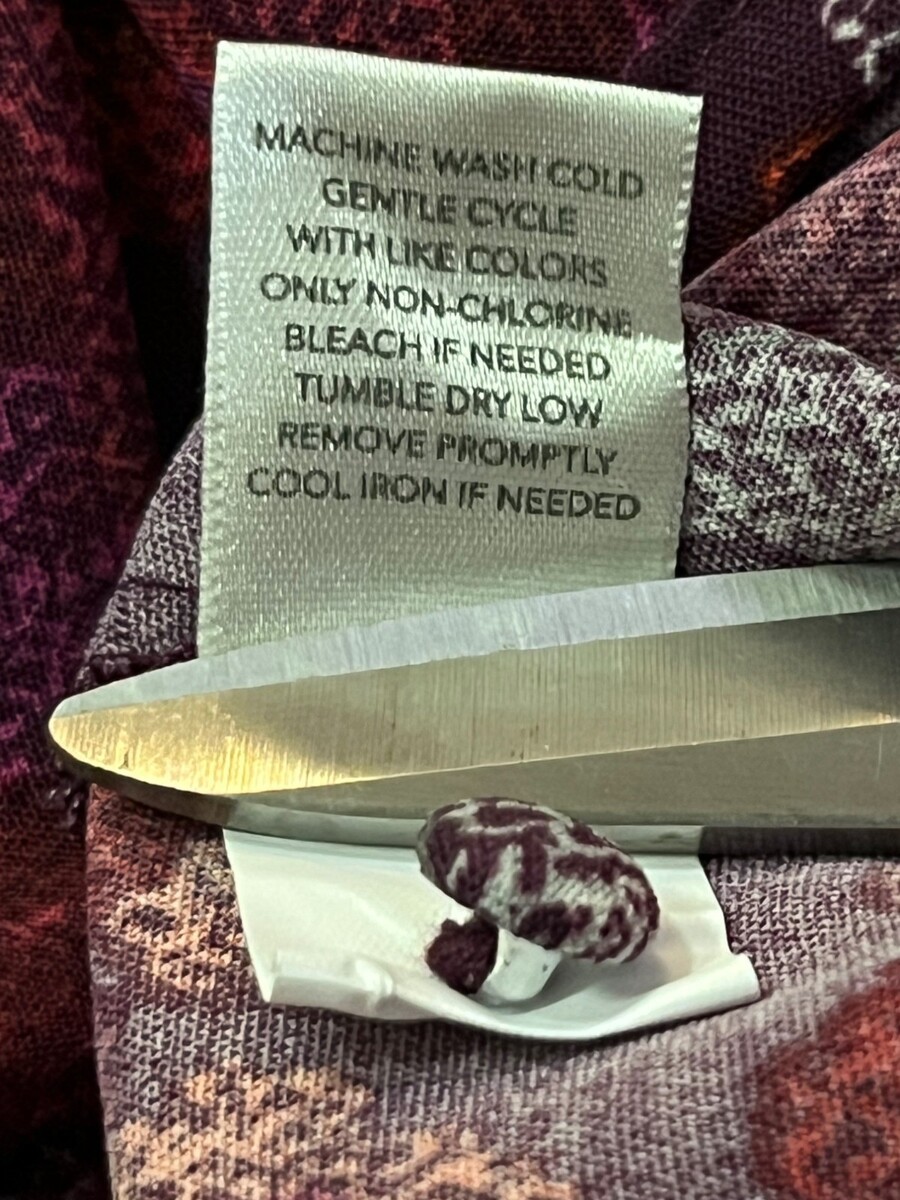 MACHINE WASH COLD
GENTLE CYCLE
WITH LIKE COLORS
ONLY NON-CHLORINE
BLEACH IF NEEDED
TUMBLE DRY LOW
REMOVE PROMPTLY
COOL IRON IF NEEDED